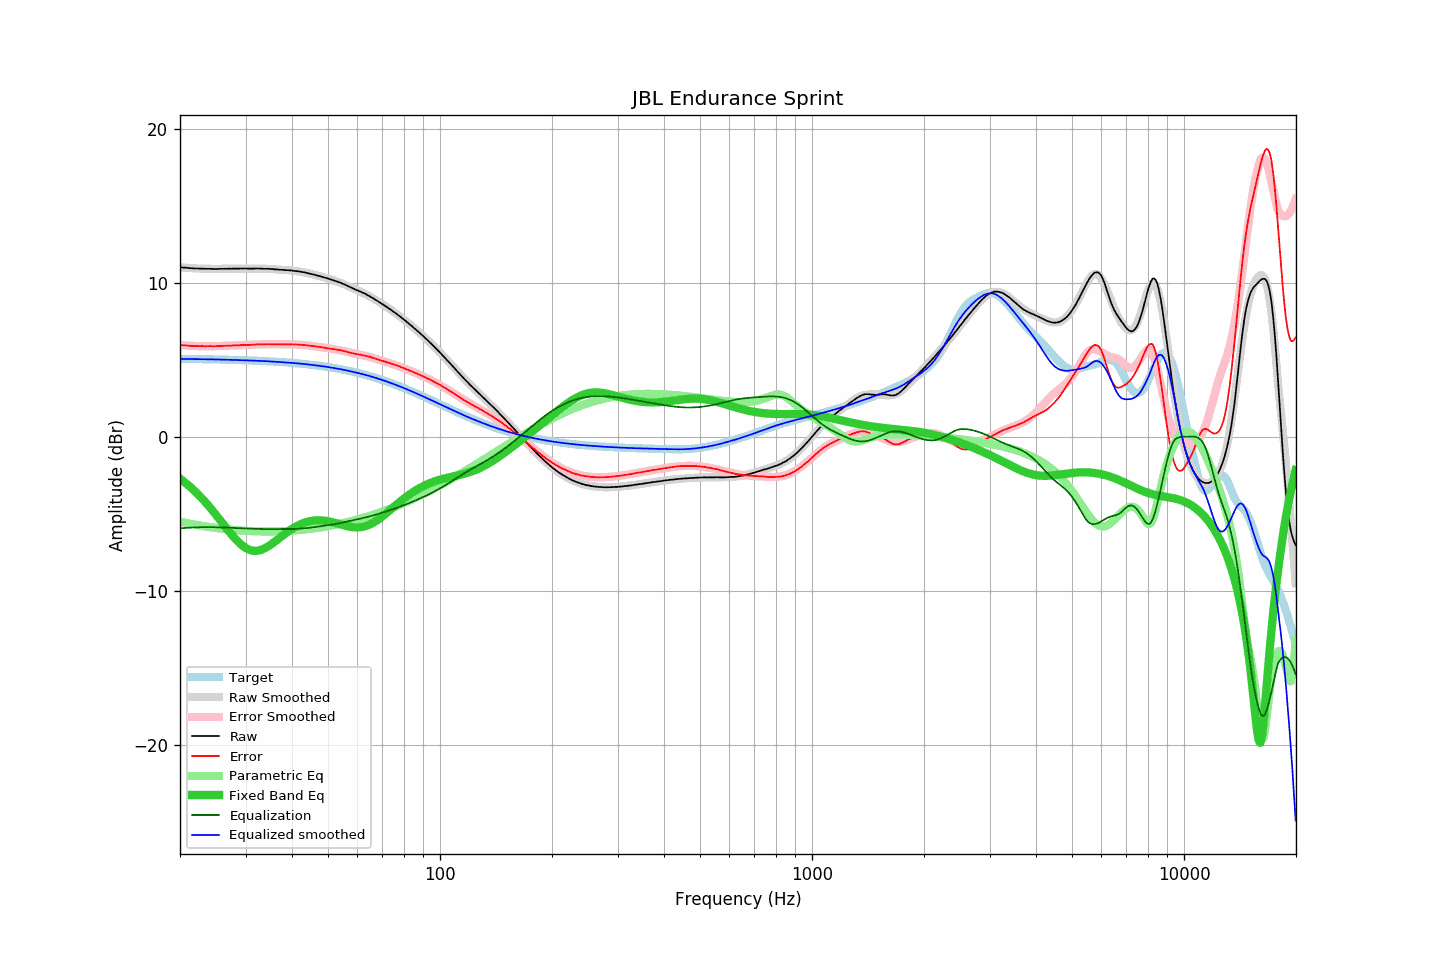 JBL Endurance Sprint
20
10
0
−10
−20
Amplitude (dBr)
Target
Raw Smoothed
Error Smoothed
Raw
Error
Parametric Eq
Fixed Band Eq
Equalization
Equalized smoothed
100
1000
10000
Frequency (Hz)